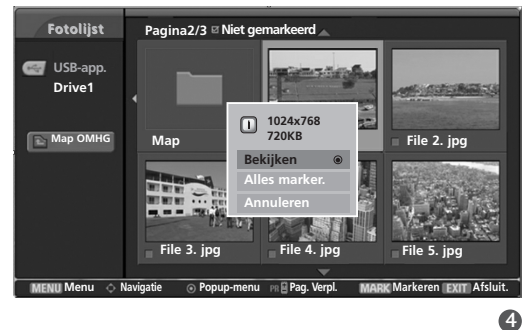 Fotolijst
Pagina2/3 Niet gemarkeerd
USB-app.
Drive1
Map OMHG
Map
File 2. jpg
1024x768
720KB
Bekijken
Alles marker.
Annuleren
File 3. jpg
File 4. jpg
File 5. jpg
MENU Menu Navigatie Popup-menu PR Pag. Verpl. MARK Markeren EXIT Afsluit.
4